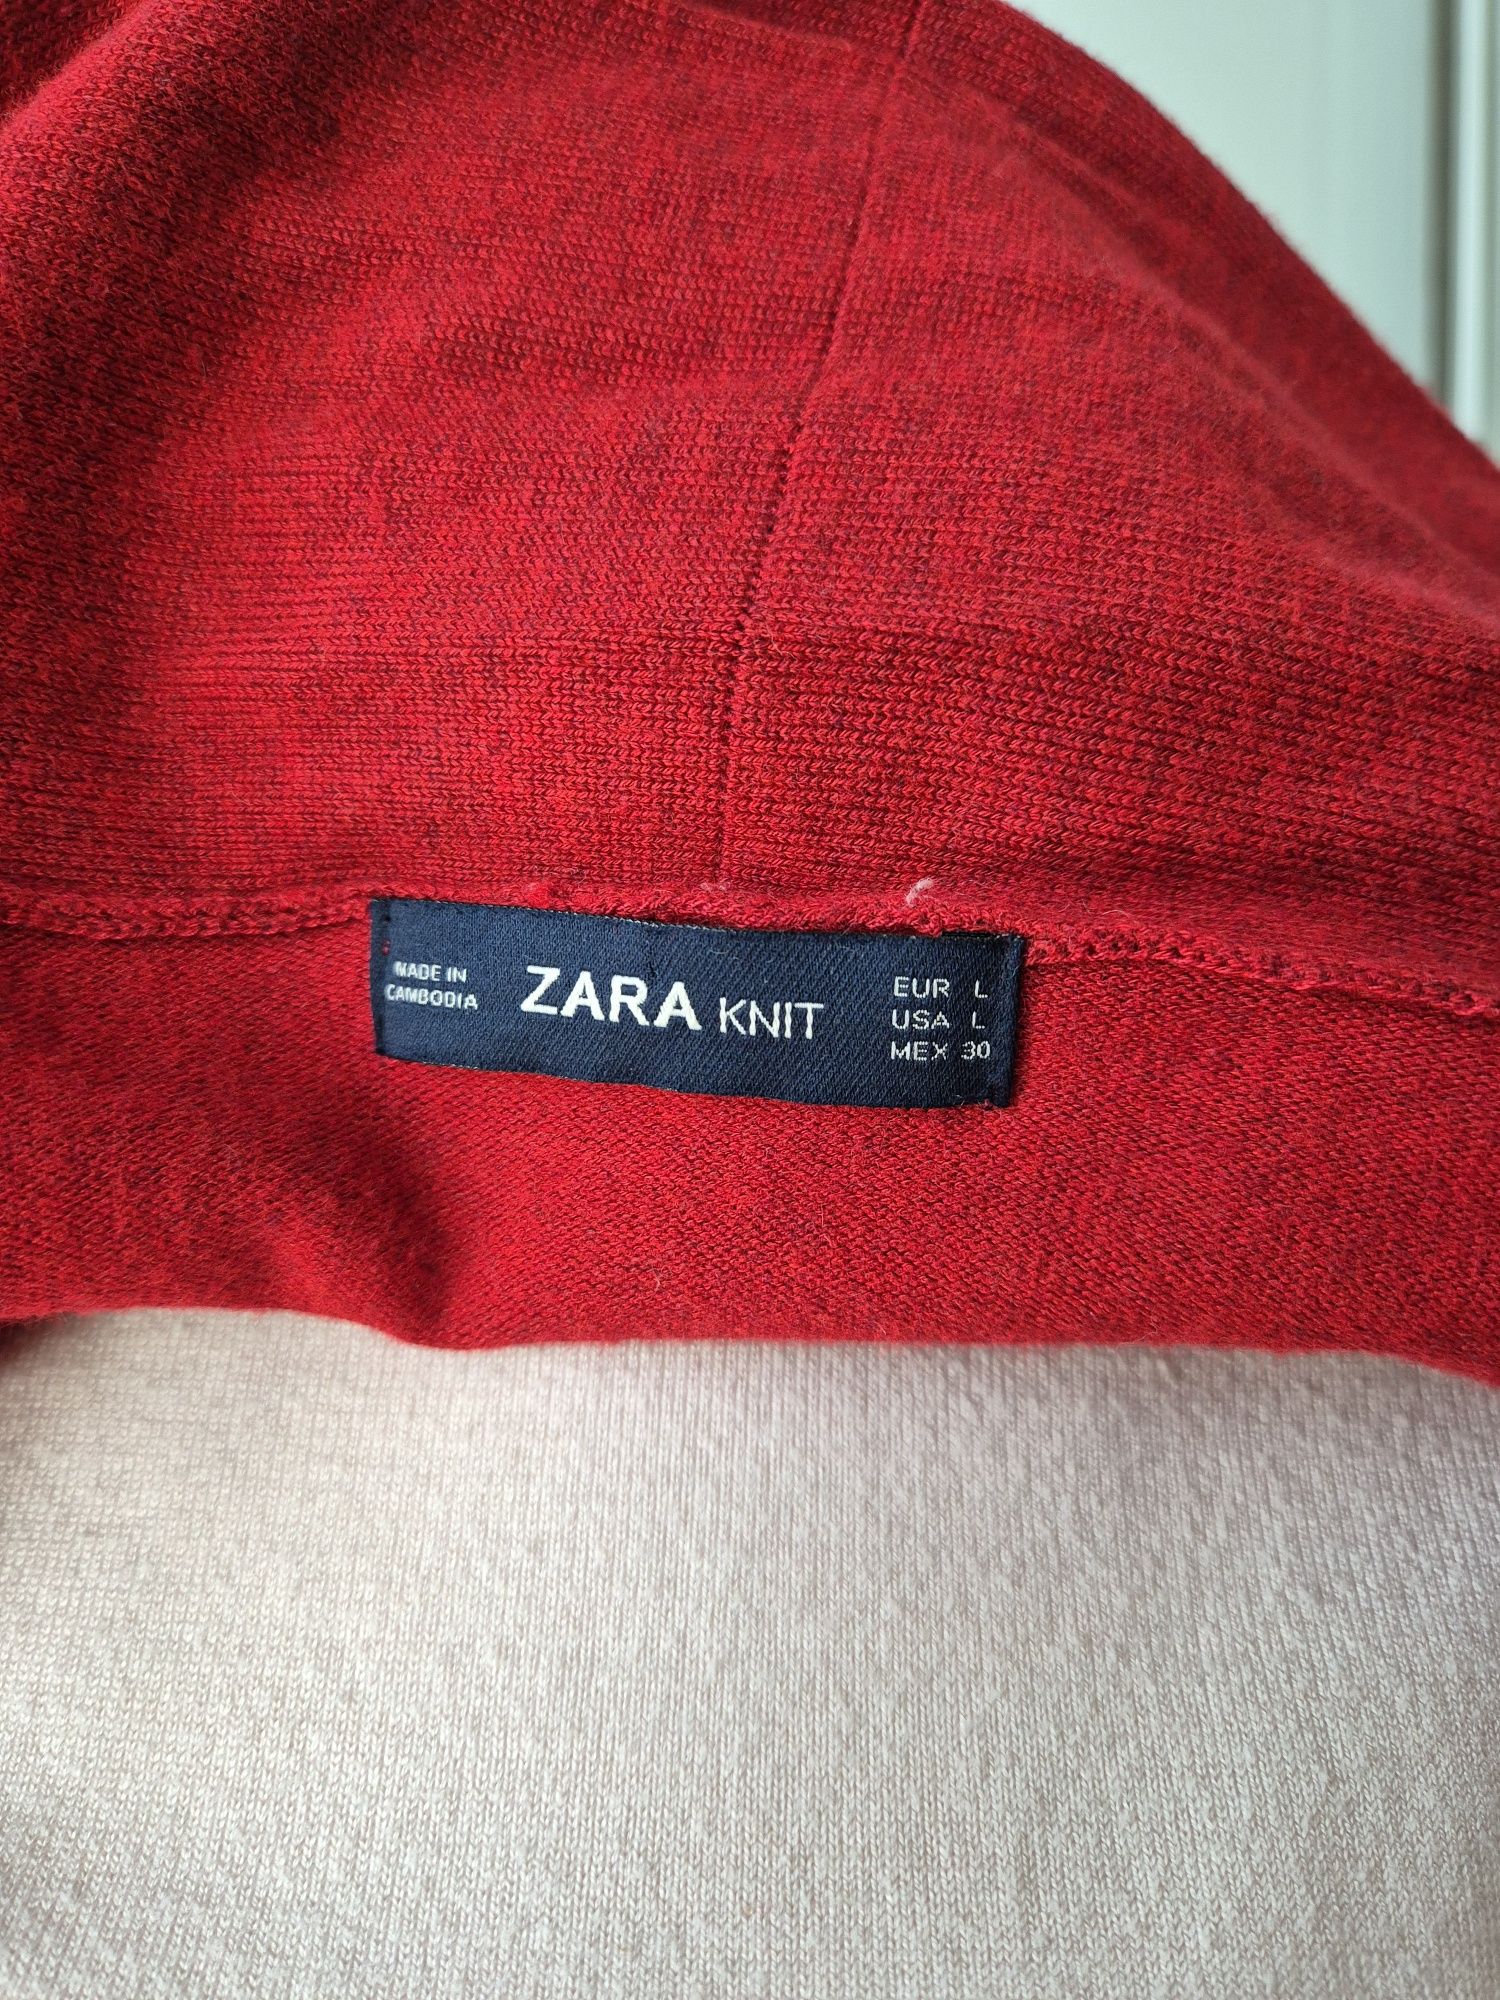 MADE IN
CAMBODIA
ZARA KNIT
EUR L
USA L
MEX 30